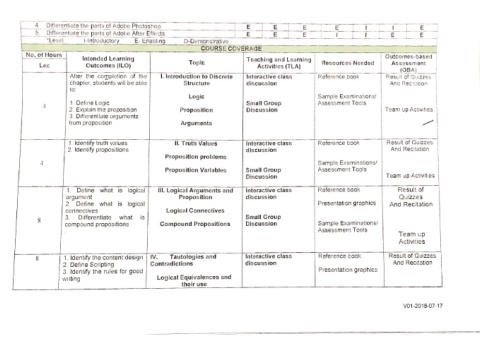 4. Differentiate the parts of Adobe Photoshop E E E E I I E
5. Differentiate the parts of Adobe After Effects E E E E I I E
*Level: I-Introductory E- Enabling D-Demonstrative
COURSE COVERAGE
No. of Hours
Lec
Intended Learning
Outcomes (ILO)
Topic
Teaching and Learning
Activities (TLA)
Resources Needed
Outcomes-based
Assessment
(OBA)
4
After the completion of the
chapter, students will be able
to:
1. Define Logic
2. Explain the proposition
3. Differentiate arguments
from proposition
I. Introduction to Discrete
Structure
Logic
Proposition
Arguments
Interactive class
discussion
Small Group
Discussion
Reference book
Sample Examinations/
Assessment Tools
Result of Quizzes
And Recitation
Team up Activities
4
1. Identify truth values
2. Identify propositions
II. Truth Values
Proposition problems
Proposition Variables
Interactive class
discussion
Small Group
Discussion
Reference book
Sample Examinations/
Assessment Tools
Result of Quizzes
And Recitation
Team up Activities
8
1. Define what is logical
argument
2. Define what is logical
connectives
3. Differentiate what is
compound propositions
III. Logical Arguments and
Proposition
Logical Connectives
Compound Propositions
Interactive class
discussion
Small Group
Discussion
Reference book
Presentation graphics
Sample Examinations/
Assessment Tools
Result of
Quizzes
And Recitation
Team up
Activities
8
1. Identify the content design
2. Define Scripting
3. Identify the rules for good
writing
IV. Tautologies and
Contradictions
Logical Equivalences and
their use
Interactive class
discussion
Reference book
Presentation graphics
Result of Quizzes
And Recitation
V01-2018-07-17